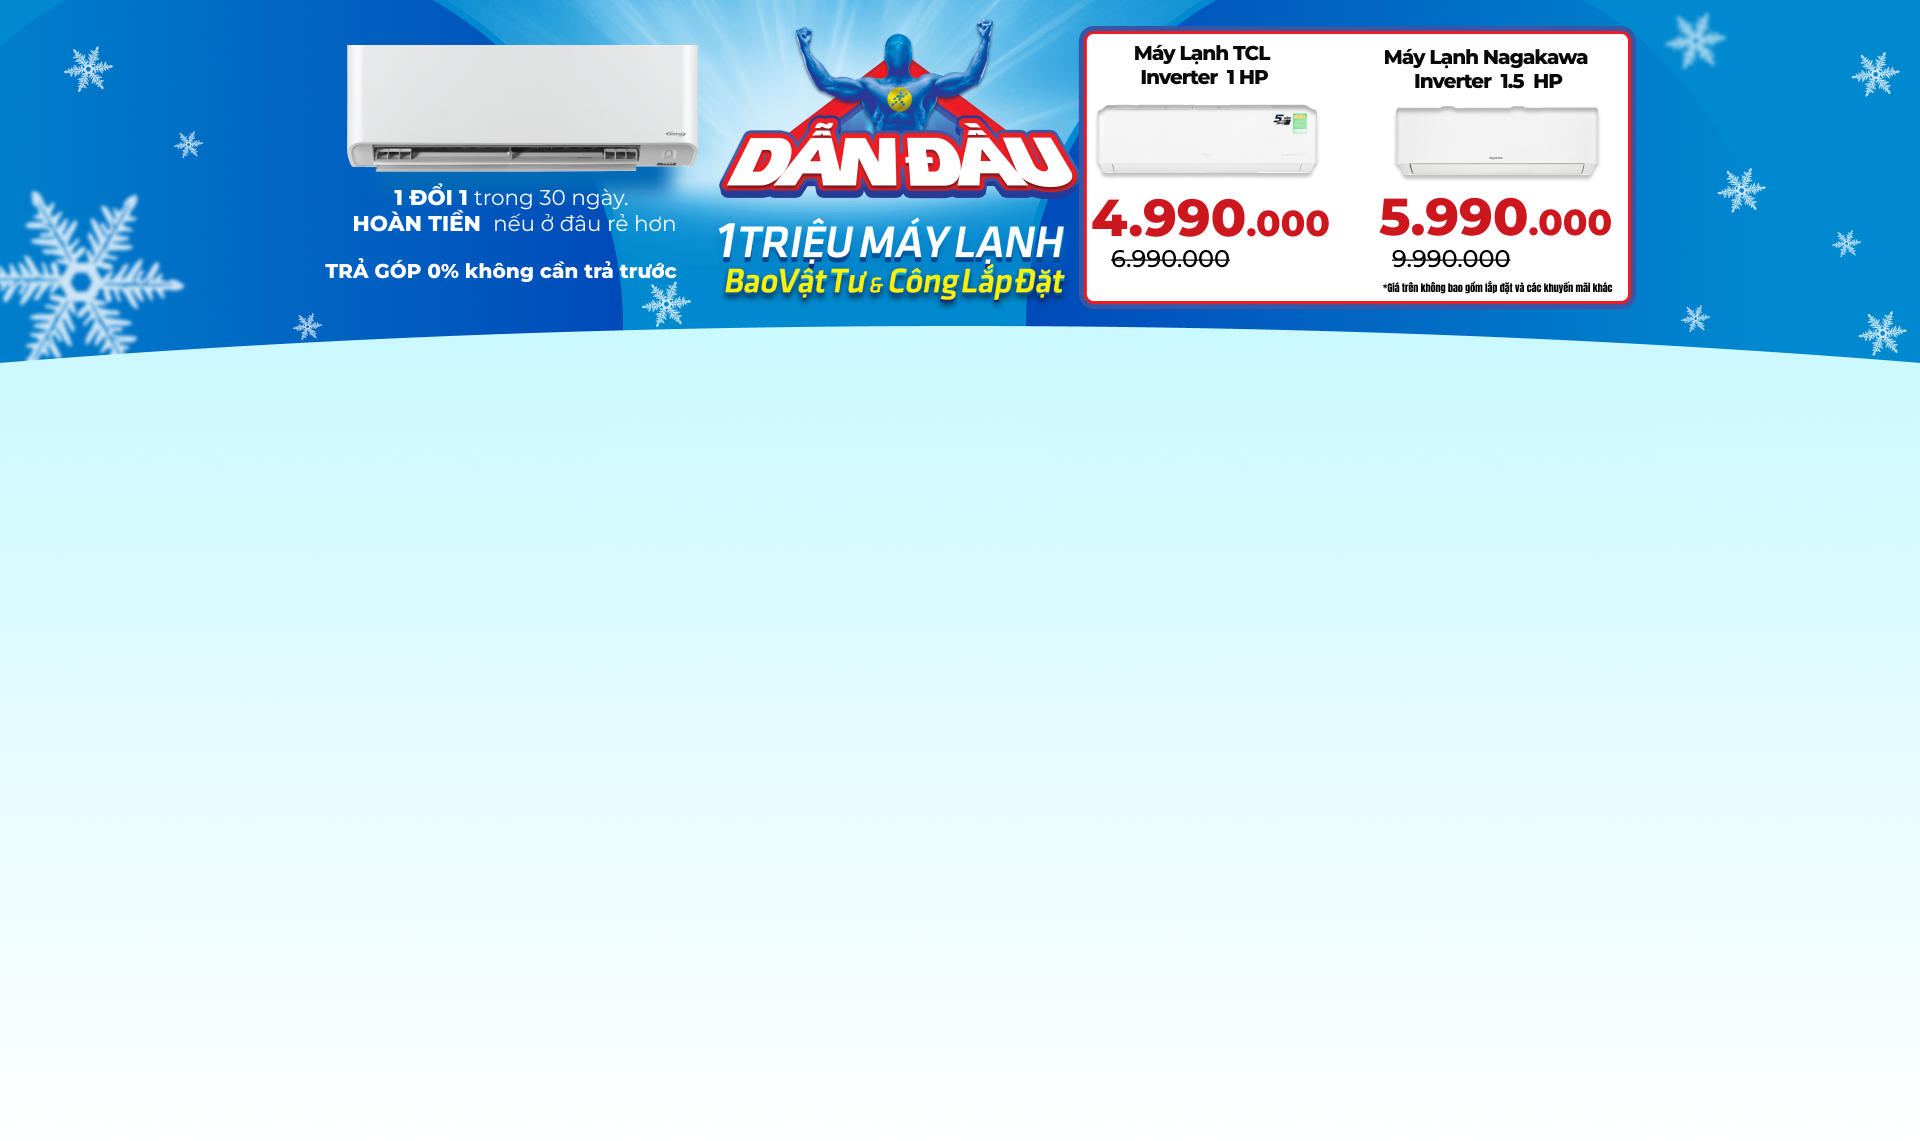 1 ĐỔI 1 trong 30 ngày.
HOÀN TIỀN nếu ở đâu rẻ hơn
TRẢ GÓP 0% không cần trả trước
DẪN ĐẦU
1 TRIỆU MÁY LẠNH
Bao Vật Tư & Công Lắp Đặt
Máy Lạnh TCL
Inverter 1 HP
4.990.000
6.990.000
Máy Lạnh Nagakawa
Inverter 1.5 HP
5.990.000
9.990.000
*Giá trên không bao gồm lắp đặt và các khuyến mãi khác